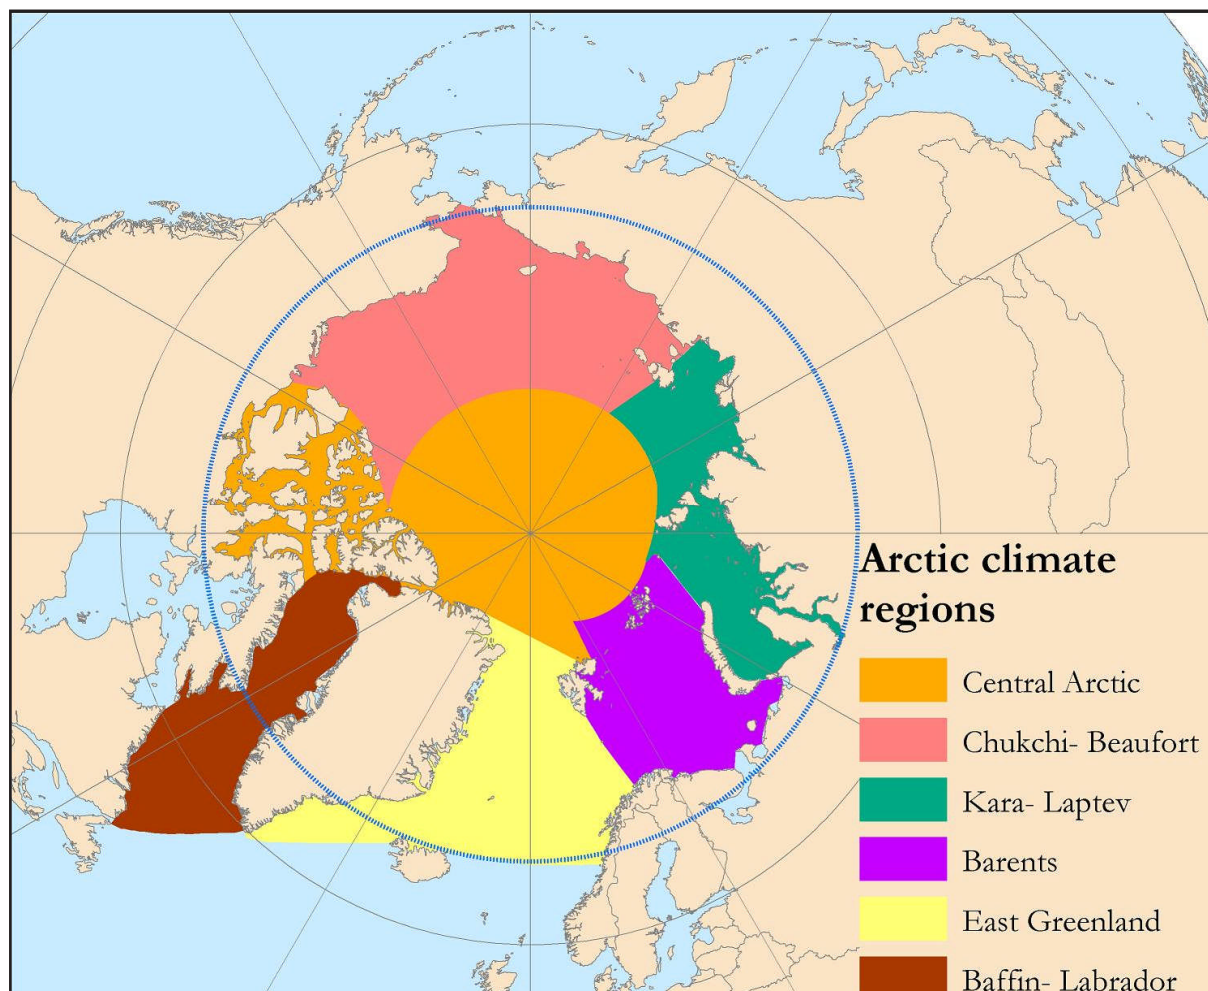 Arctic climate
regions
Central Arctic
Chukchi- Beaufort
Kara- Laptev
Barents
East Greenland
Baffin- Labrador